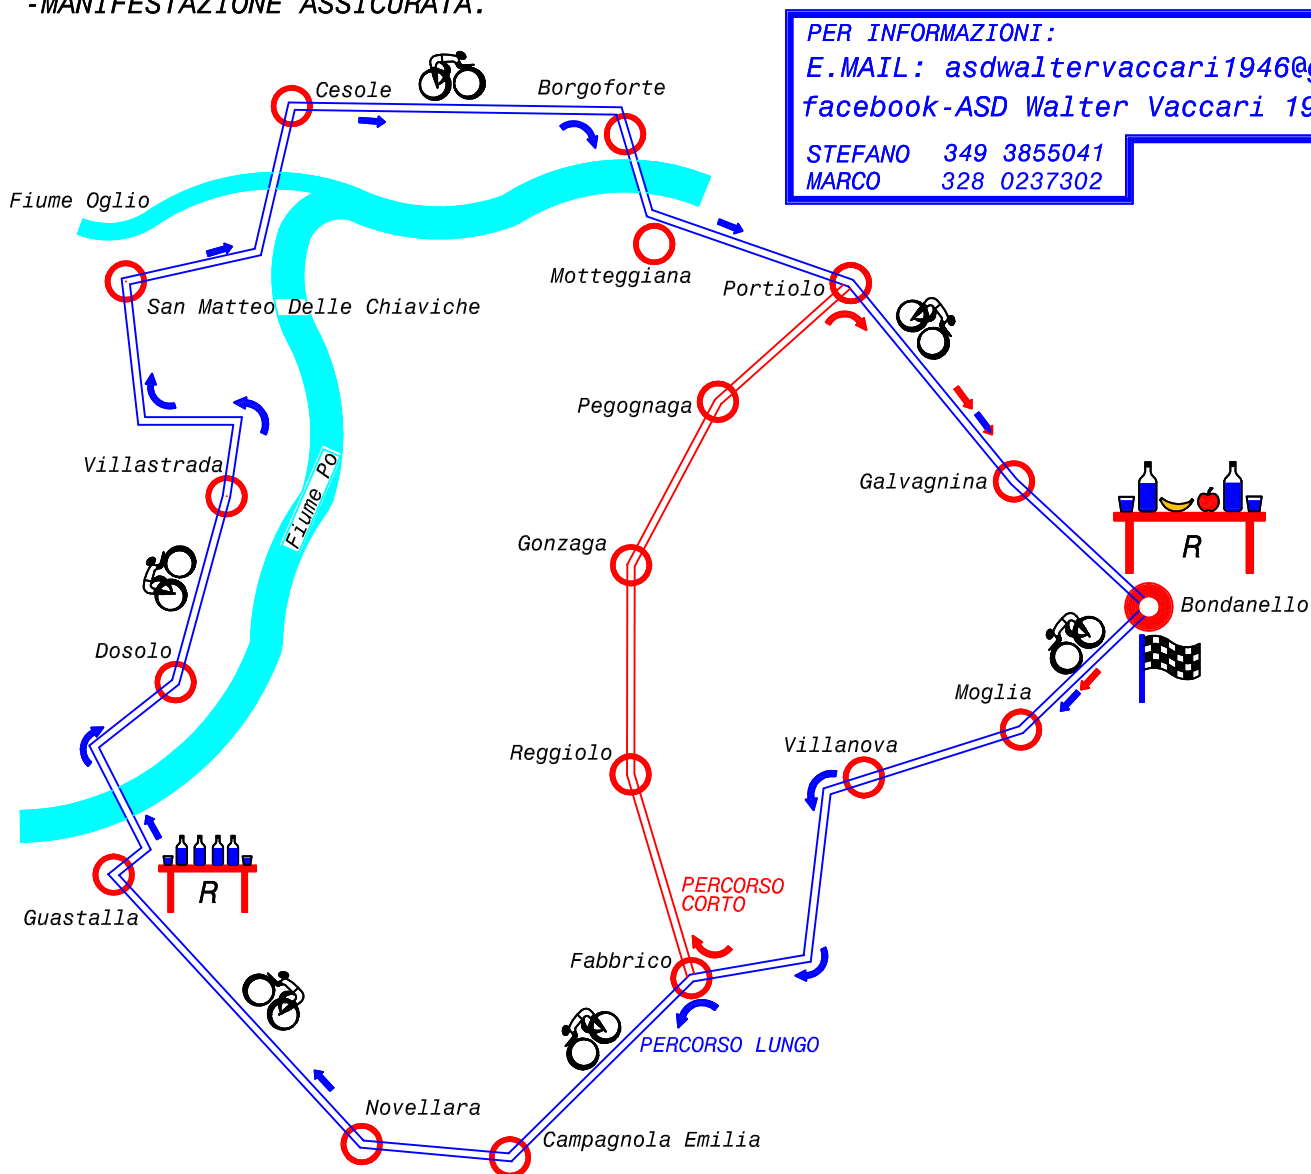 -MANIFESTAZIONE ASSICURATA.
PER INFORMAZIONI:
E.MAIL: asdwaltervaccari1946@g
facebook-ASD Walter Vaccari 19
STEFANO 349 3855041
MARCO 328 0237302
Cesole
Borgoforte
Fiume Oglio
Motteggiana
Portiolo
San Matteo Delle Chiaviche
Pegognaga
Villastrada
Galvagnina
Fiume Po
Gonzaga
R
Bondanello
Dosolo
Moglia
Villanova
Reggiolo
R
PERCORSO
CORTO
Guastalla
Fabbrico
PERCORSO LUNGO
Novellara
Campagnola Emilia